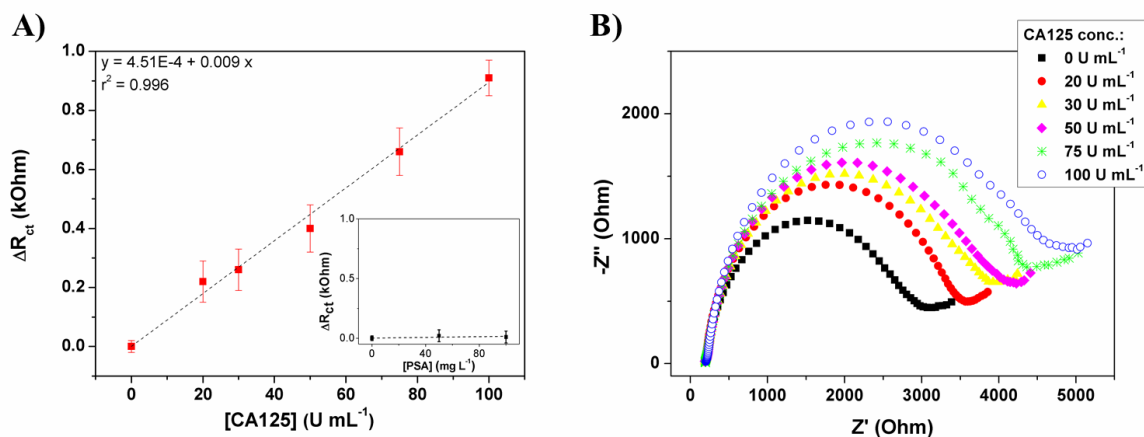 A)
y = 4.51E-4 + 0.009 x
r² = 0.996
1.0
0.8
0.6
0.4
0.2
0.0
ΔRct (kOhm)
0
20
40
60
80
100
[CA125] (U mL⁻¹)
1.0
0.5
0.0
ΔRct (kOhm)
0
40
80
[PSA] (mg L⁻¹)
B)
CA125 conc.:
0 U mL⁻¹
20 U mL⁻¹
30 U mL⁻¹
50 U mL⁻¹
75 U mL⁻¹
100 U mL⁻¹
2000
1000
0
-Z'' (Ohm)
0
1000
2000
3000
4000
5000
Z' (Ohm)